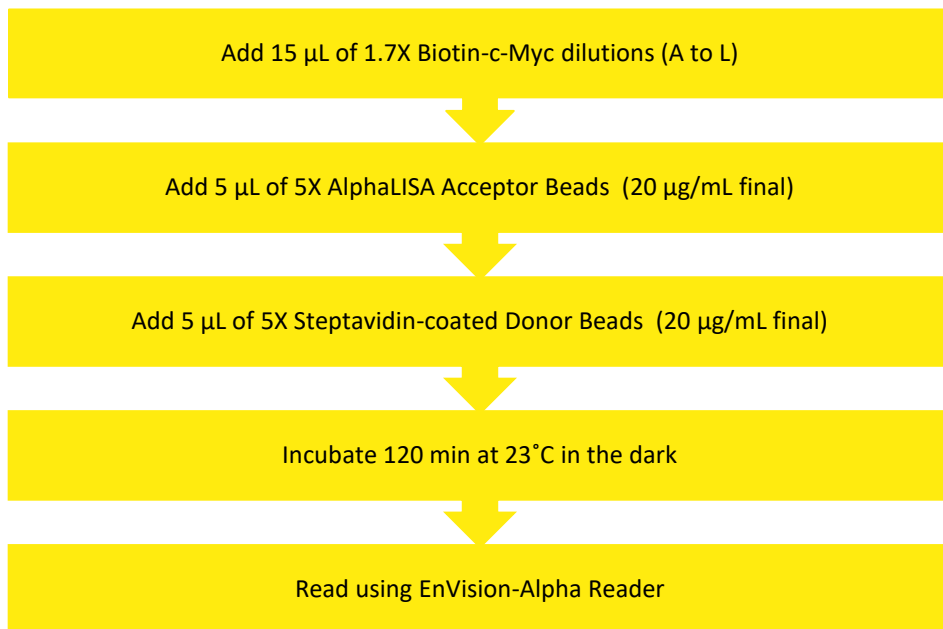 Add 15 µL of 1.7X Biotin-c-Myc dilutions (A to L)
Add 5 µL of 5X AlphaLISA Acceptor Beads  (20 µg/mL final)
Add 5 µL of 5X Steptavidin-coated Donor Beads  (20 µg/mL final)
Incubate 120 min at 23˚C in the dark
Read using EnVision-Alpha Reader